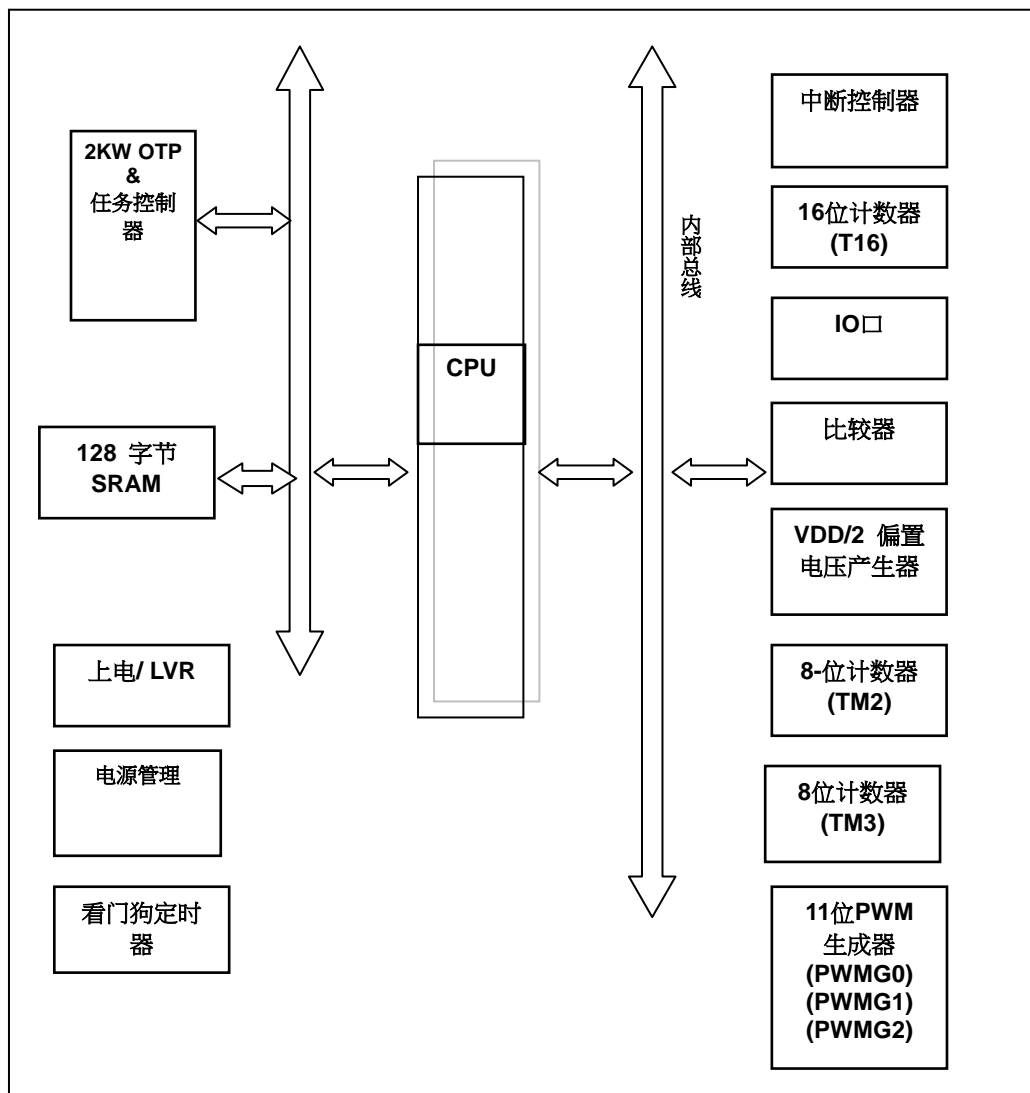 2KW OTP
&
任务控制
器
128 字节
SRAM
上电/ LVR
电源管理
看门狗定时
器
CPU
内部总线
中断控制器
16位计数器
(T16)
IO口
比较器
VDD/2 偏置
电压产生器
8-位计数器
(TM2)
8位计数器
(TM3)
11位PWM
生成器
(PWMG0)
(PWMG1)
(PWMG2)